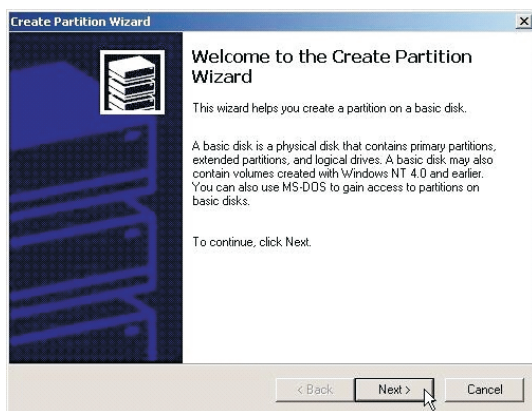 Create Partition Wizard
Welcome to the Create Partition
Wizard
This wizard helps you create a partition on a basic disk.
A basic disk is a physical disk that contains primary partitions,
extended partitions, and logical drives. A basic disk may also
contain volumes created with Windows NT 4.0 and earlier.
You can also use MS-DOS to gain access to partitions on
basic disks.
To continue, click Next.
< Back
Next >
Cancel